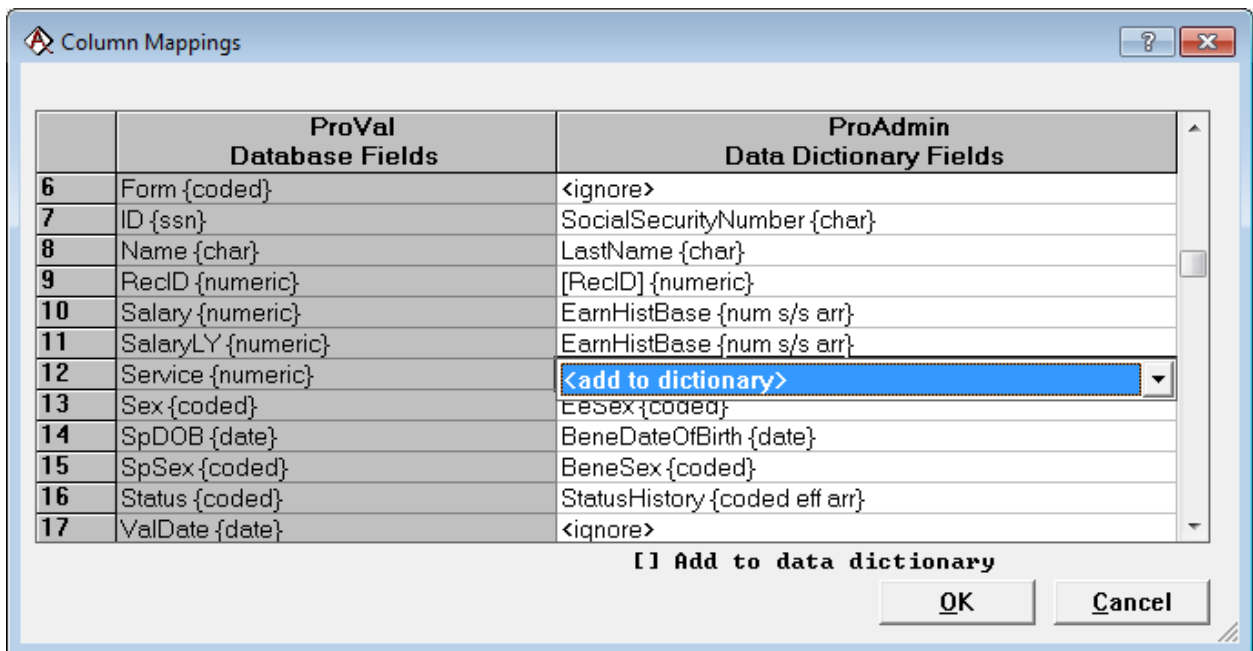 Column Mappings
ProVal ProAdmin
Database Fields Data Dictionary Fields
6 Form {coded} <ignore>
7 ID {ssn} SocialSecurityNumber {char}
8 Name {char} LastName {char}
9 RecID {numeric} [RecID] {numeric}
10 Salary {numeric} EarnHistBase {num s/s arr}
11 SalaryLY {numeric} EarnHistBase {num s/s arr}
12 Service {numeric} <add to dictionary>
13 Sex {coded} EeSex {coded}
14 SpDOB {date} BeneDateOfBirth {date}
15 SpSex {coded} BeneSex {coded}
16 Status {coded} StatusHistory {coded eff arr}
17 ValDate {date} <ignore>
[] Add to data dictionary
OK Cancel